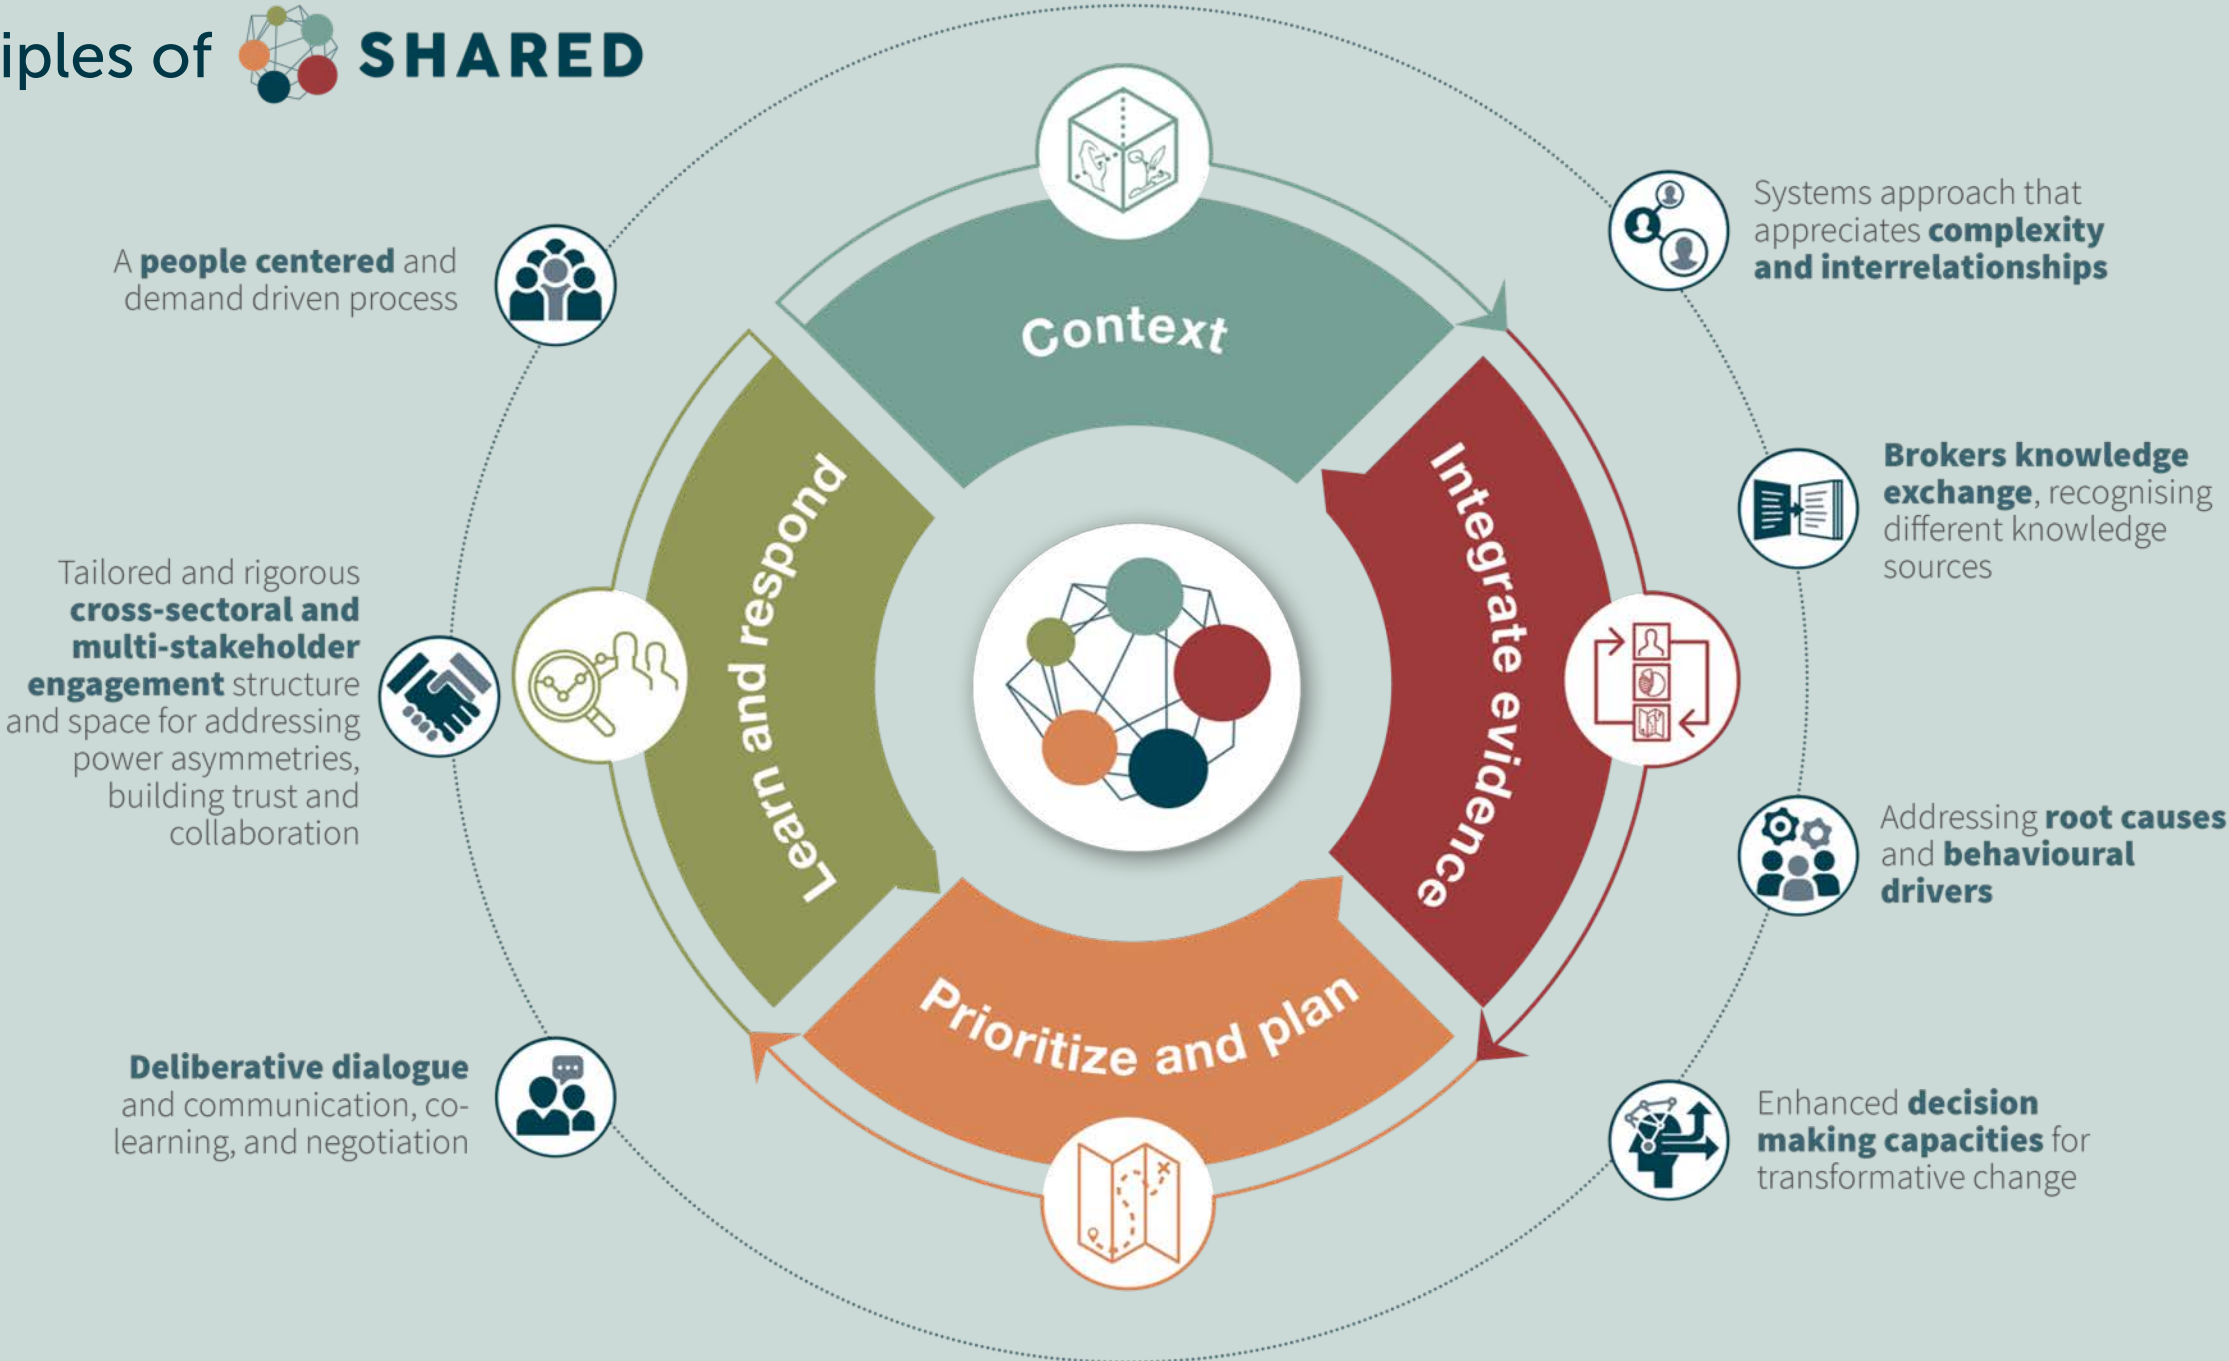 iples of SHARED
A people centered and
demand driven process
Tailored and rigorous
cross-sectoral and
multi-stakeholder
engagement structure
and space for addressing
power asymmetries,
building trust and
collaboration
Deliberative dialogue
and communication, co-
learning, and negotiation
Context
Integrate evidence
Prioritize and plan
Learn and respond
Systems approach that
appreciates complexity
and interrelationships
Brokers knowledge
exchange, recognising
different knowledge
sources
Addressing root causes
and behavioural
drivers
Enhanced decision
making capacities for
transformative change